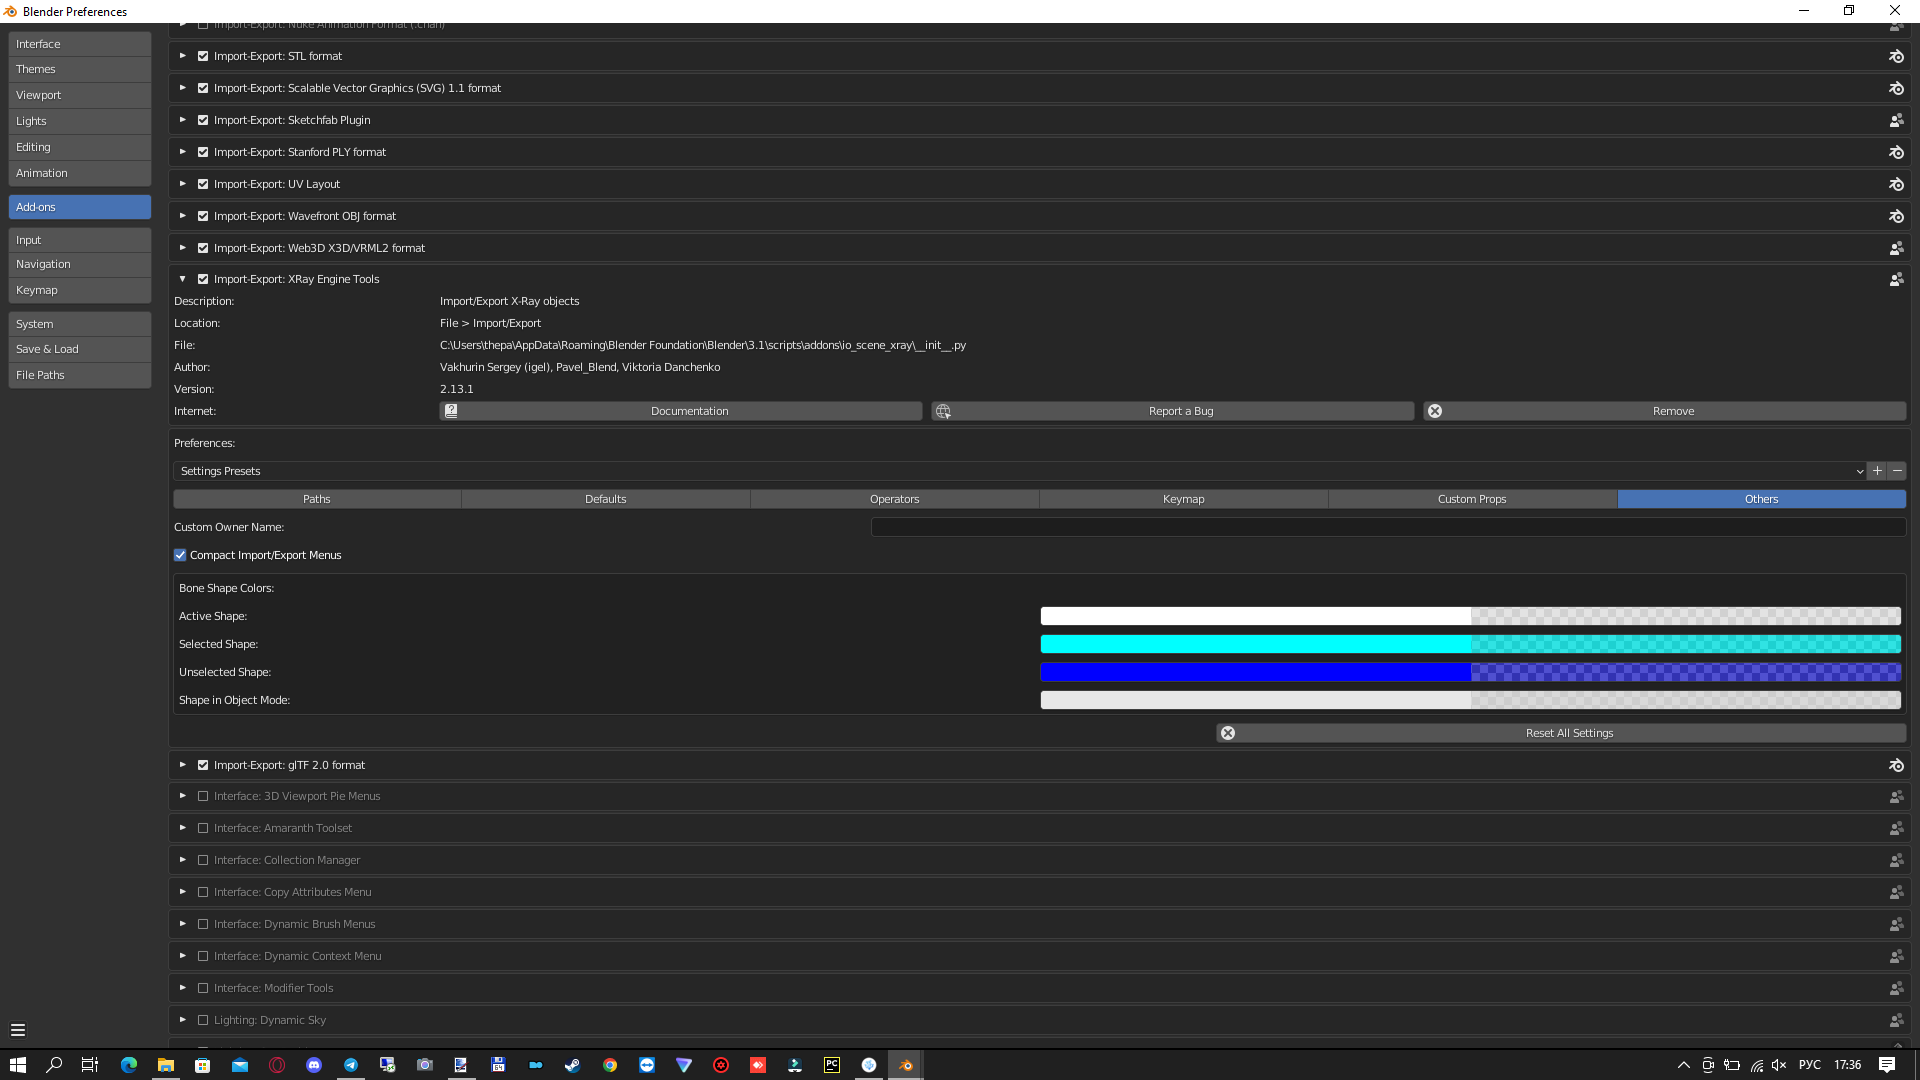 Blender Preferences
Interface
Themes
Viewport
Lights
Editing
Animation
Add-ons
Input
Navigation
Keymap
System
Save & Load
File Paths
Import-Export: Nuke Animation Format (.chan)
Import-Export: STL format
Import-Export: Scalable Vector Graphics (SVG) 1.1 format
Import-Export: Sketchfab Plugin
Import-Export: Stanford PLY format
Import-Export: UV Layout
Import-Export: Wavefront OBJ format
Import-Export: Web3D X3D/VRML2 format
Import-Export: XRay Engine Tools
Description: Import/Export X-Ray objects
Location: File > Import/Export
File: C:\Users\thepa\AppData\Roaming\Blender Foundation\Blender\3.1\scripts\addons\io_scene_xray\__init__.py
Author: Vakhurin Sergey (igel), Pavel_Blend, Viktoria Danchenko
Version: 2.13.1
Internet: Documentation Report a Bug Remove
Preferences:
Settings Presets
Paths Defaults Operators Keymap Custom Props Others
Custom Owner Name:
Compact Import/Export Menus
Bone Shape Colors:
Active Shape:
Selected Shape:
Unselected Shape:
Shape in Object Mode:
Reset All Settings
Import-Export: glTF 2.0 format
Interface: 3D Viewport Pie Menus
Interface: Amaranth Toolset
Interface: Collection Manager
Interface: Copy Attributes Menu
Interface: Dynamic Brush Menus
Interface: Dynamic Context Menu
Interface: Modifier Tools
Lighting: Dynamic Sky
64
PC
РУС 17:36